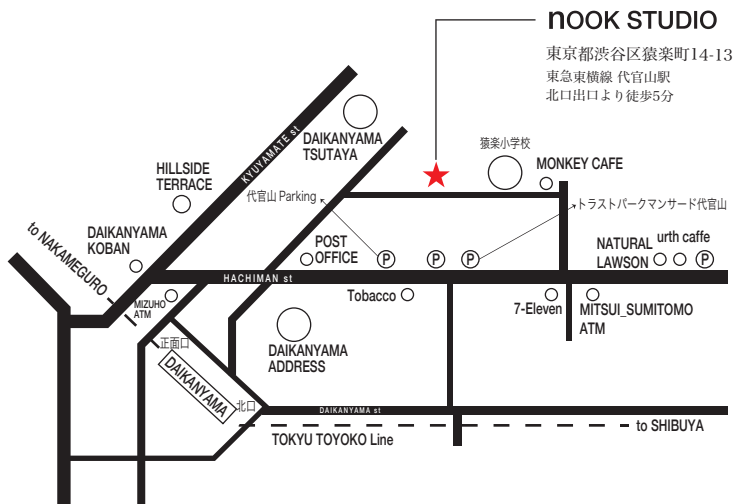 nOOK STUDIO
東京都渋谷区猿楽町14-13
東急東横線 代官山駅
北口出口より徒歩5分
KYUYAMATE st
DAIKANYAMA
TSUTAYA
猿楽小学校
MONKEY CAFE
HILLSIDE
TERRACE
代官山 Parking
トラストパークマンサード代官山
to NAKAMEGURO
DAIKANYAMA
KOBAN
POST
OFFICE
P
P
P
NATURAL
LAWSON
urth caffe
P
HACHIMAN st
MIZUHO
ATM
Tobacco
7-Eleven
MITSUI_SUMITOMO
ATM
正面口
DAIKANYAMA
北口
DAIKANYAMA
ADDRESS
DAIKANYAMA st
TOKYU TOYOKO Line
to SHIBUYA